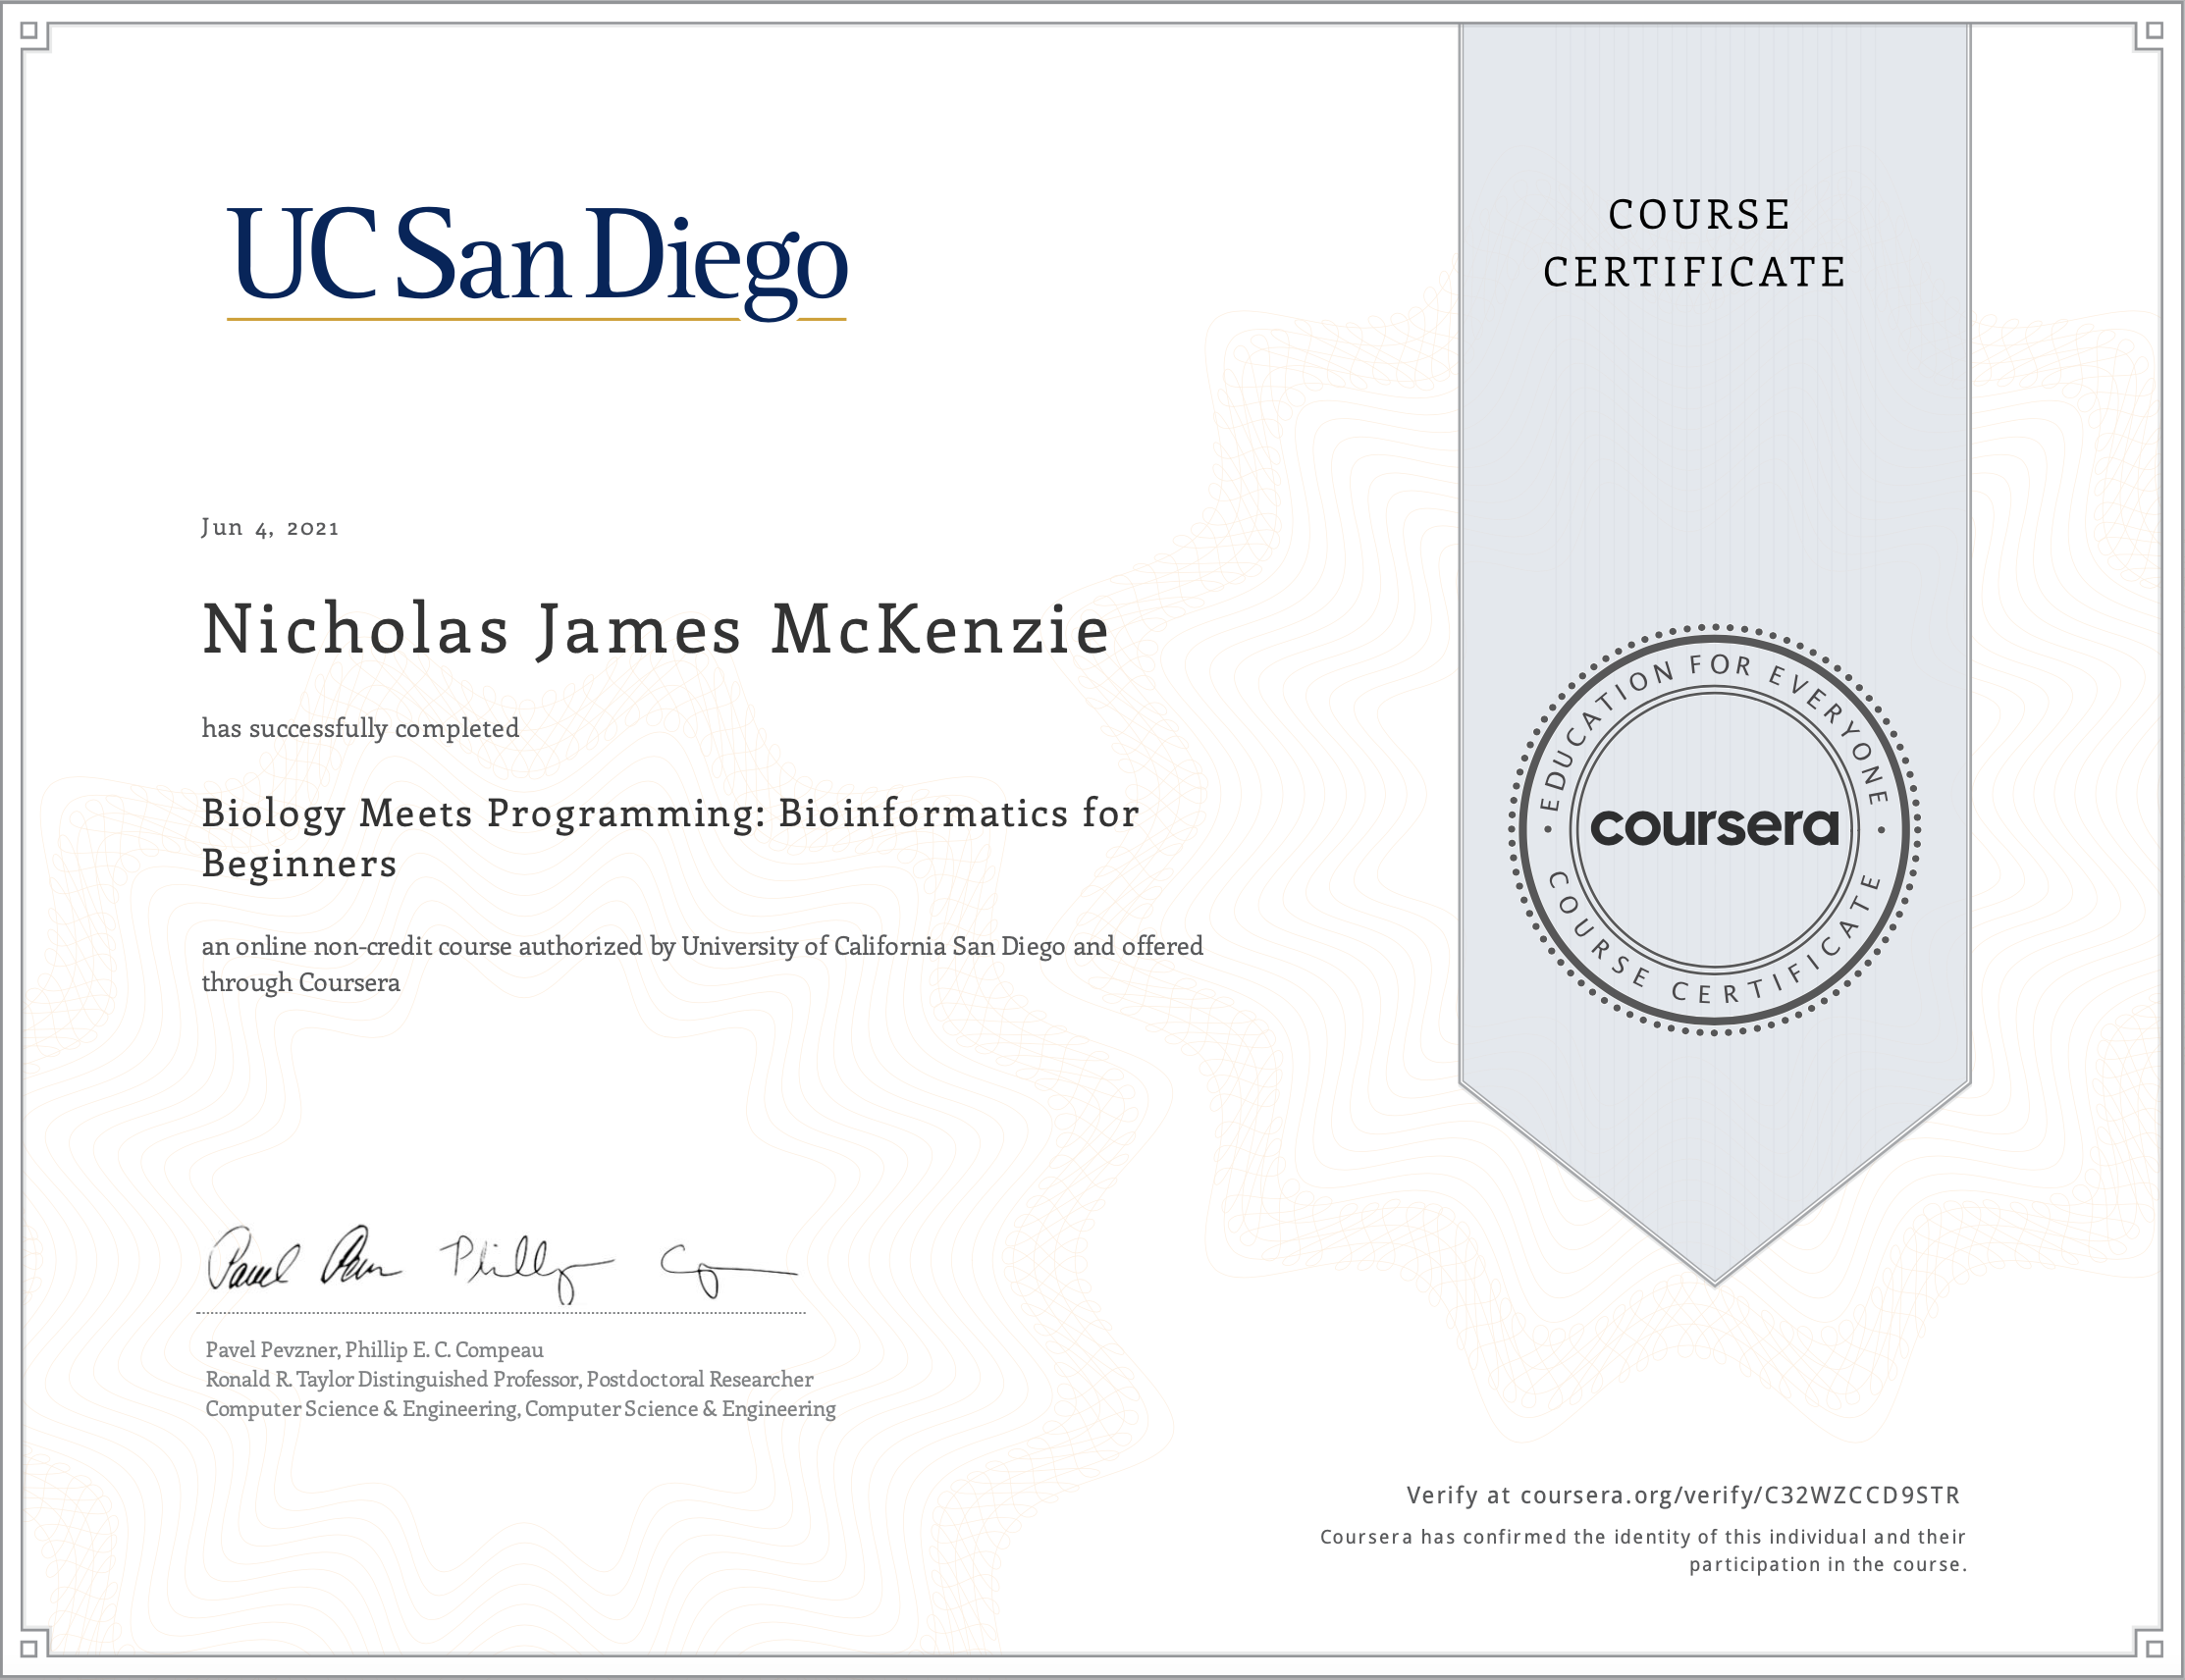 UC San Diego
COURSE
CERTIFICATE
Jun 4, 2021
Nicholas James McKenzie
has successfully completed
Biology Meets Programming: Bioinformatics for
Beginners
an online non-credit course authorized by University of California San Diego and offered
through Coursera
EDUCATION FOR EVERYONE
coursera
COURSE CERTIFICATE
Pavel Pevzner, Phillip E. C. Compeau
Ronald R. Taylor Distinguished Professor, Postdoctoral Researcher
Computer Science & Engineering, Computer Science & Engineering
Verify at coursera.org/verify/C32WZCCD9STR
Coursera has confirmed the identity of this individual and their
participation in the course.